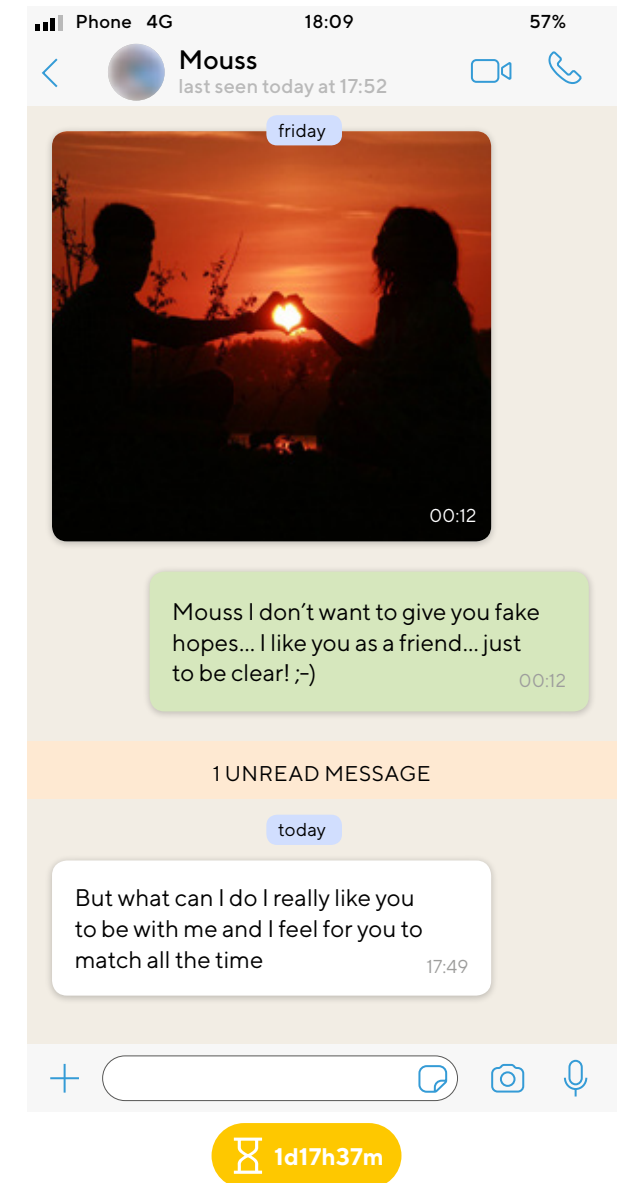 Phone 4G 18:09 57%
Mouss
last seen today at 17:52
friday
00:12
Mouss I don’t want to give you fake
hopes... I like you as a friend... just
to be clear! ;-)
00:12
1 UNREAD MESSAGE
today
But what can I do I really like you
to be with me and I feel for you to
match all the time
17:49
1d17h37m